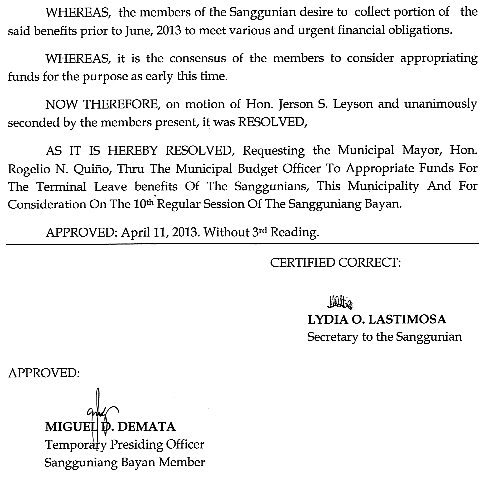 WHEREAS, the members of the Sanggunian desire to collect portion of the
said benefits prior to June, 2013 to meet various and urgent financial obligations.
WHEREAS, it is the consensus of the members to consider appropriating
funds for the purpose as early this time.
NOW THEREFORE, on motion of Hon. Jerson S. Leyson and unanimously
seconded by the members present, it was RESOLVED,
AS IT IS HEREBY RESOLVED, Requesting the Municipal Mayor, Hon.
Rogelio N. Quiño, Thru The Municipal Budget Officer To Appropriate Funds For
The Terminal Leave benefits Of The Sanggunians, This Municipality And For
Consideration On The 10th Regular Session Of The Sangguniang Bayan.
APPROVED: April 11, 2013. Without 3rd Reading.
CERTIFIED CORRECT:
LYDIA O. LASTIMOSA
Secretary to the Sanggunian
APPROVED:
MIGUEL D. DEMATA
Temporary Presiding Officer
Sangguniang Bayan Member